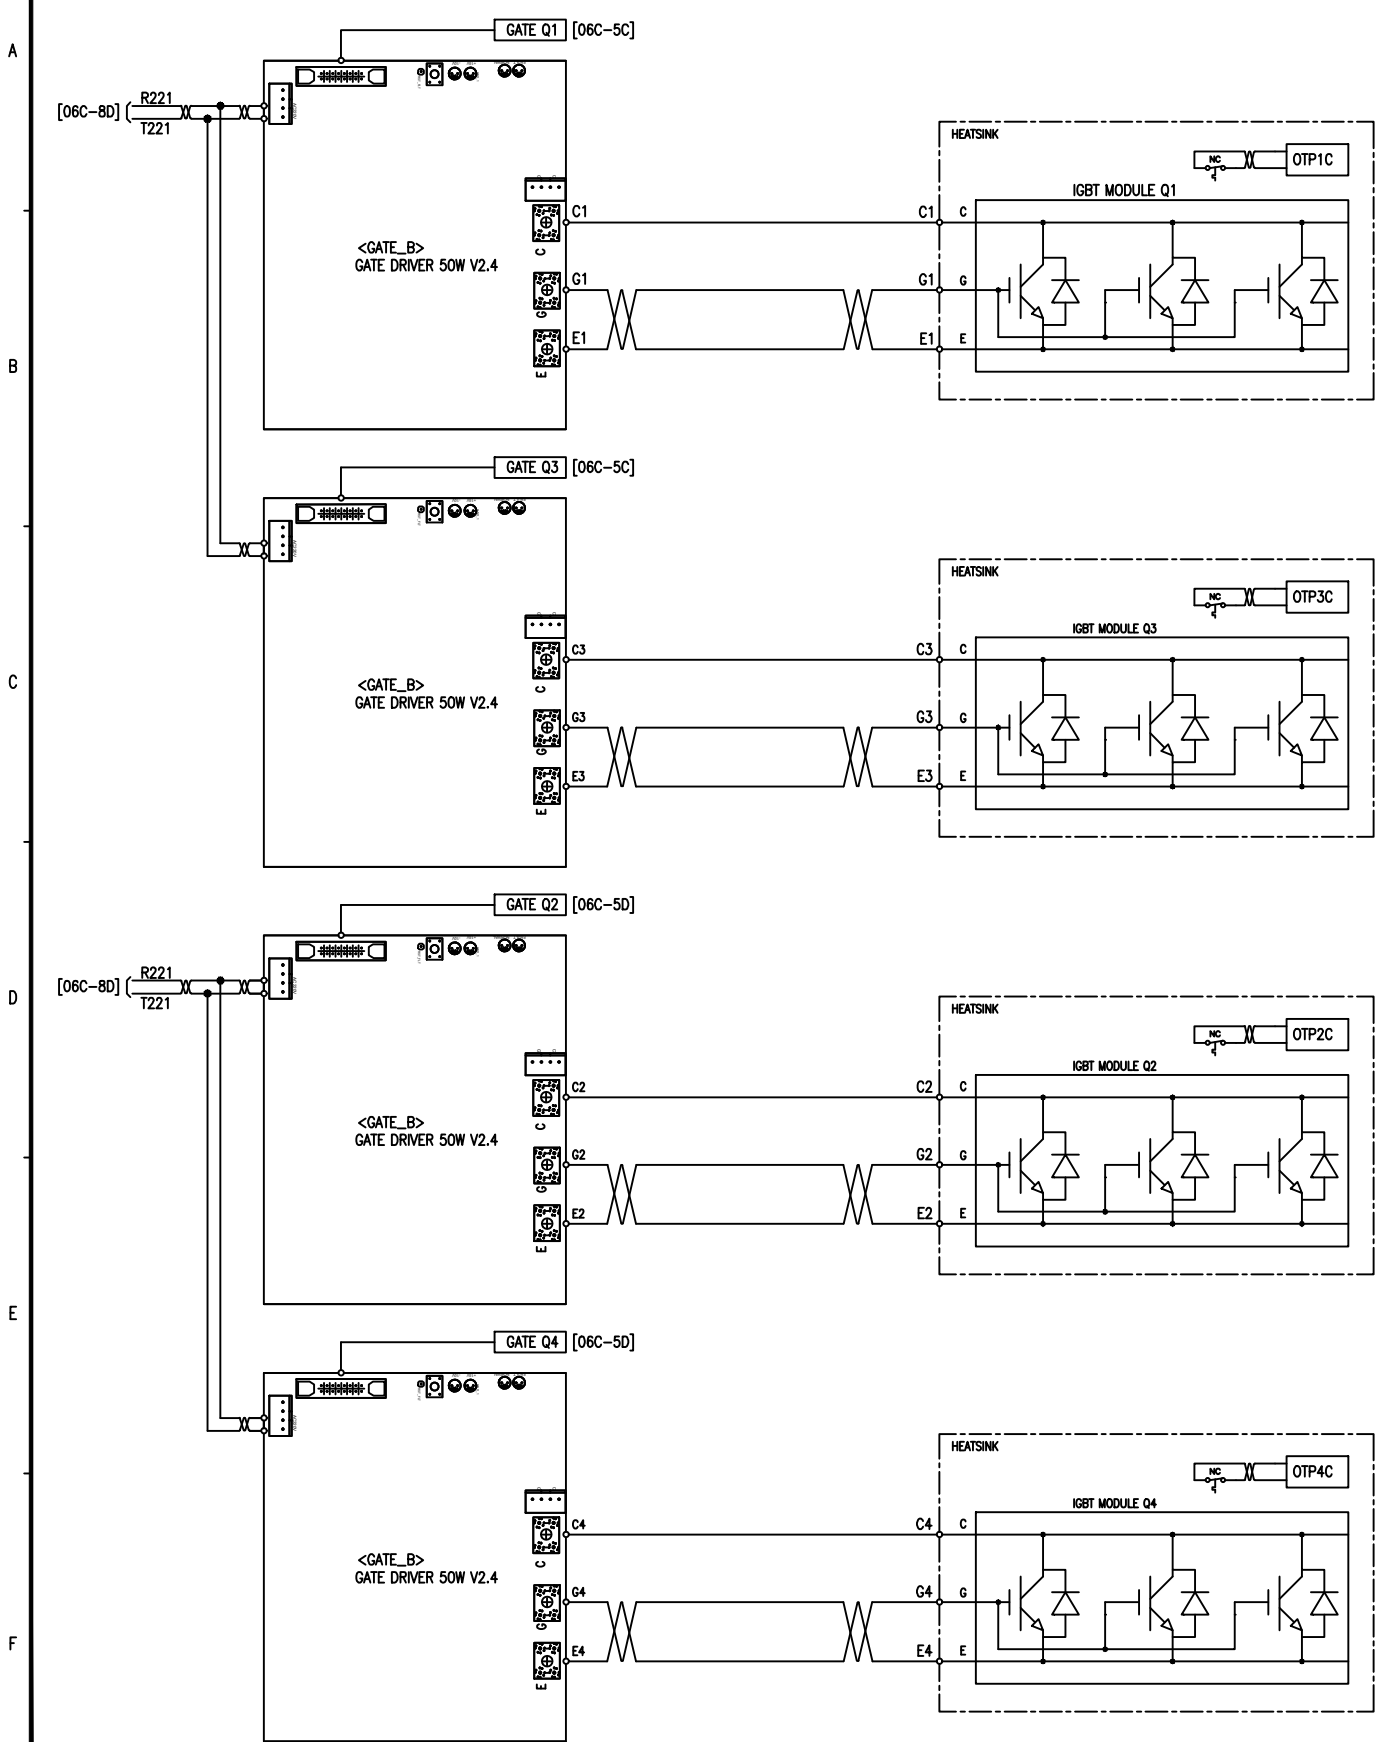 A
GATE Q1 [06C-5C]
[06C-8D]
R221
T221
HEATSINK
NC
OTP1C
IGBT MODULE Q1
C1
C1
C
C
<GATE_B>
GATE DRIVER 50W V2.4
G1
G1
G
G
E1
E1
E
E
B
GATE Q3 [06C-5C]
HEATSINK
NC
OTP3C
IGBT MODULE Q3
C3
C3
C
C
C
<GATE_B>
GATE DRIVER 50W V2.4
G3
G3
G
G
E3
E3
E
E
GATE Q2 [06C-5D]
[06C-8D]
R221
T221
D
HEATSINK
NC
OTP2C
IGBT MODULE Q2
C2
C2
C
C
<GATE_B>
GATE DRIVER 50W V2.4
G2
G2
G
G
E2
E2
E
E
E
GATE Q4 [06C-5D]
HEATSINK
NC
OTP4C
IGBT MODULE Q4
C4
C4
C
C
<GATE_B>
GATE DRIVER 50W V2.4
G4
G4
G
G
F
E4
E4
E
E